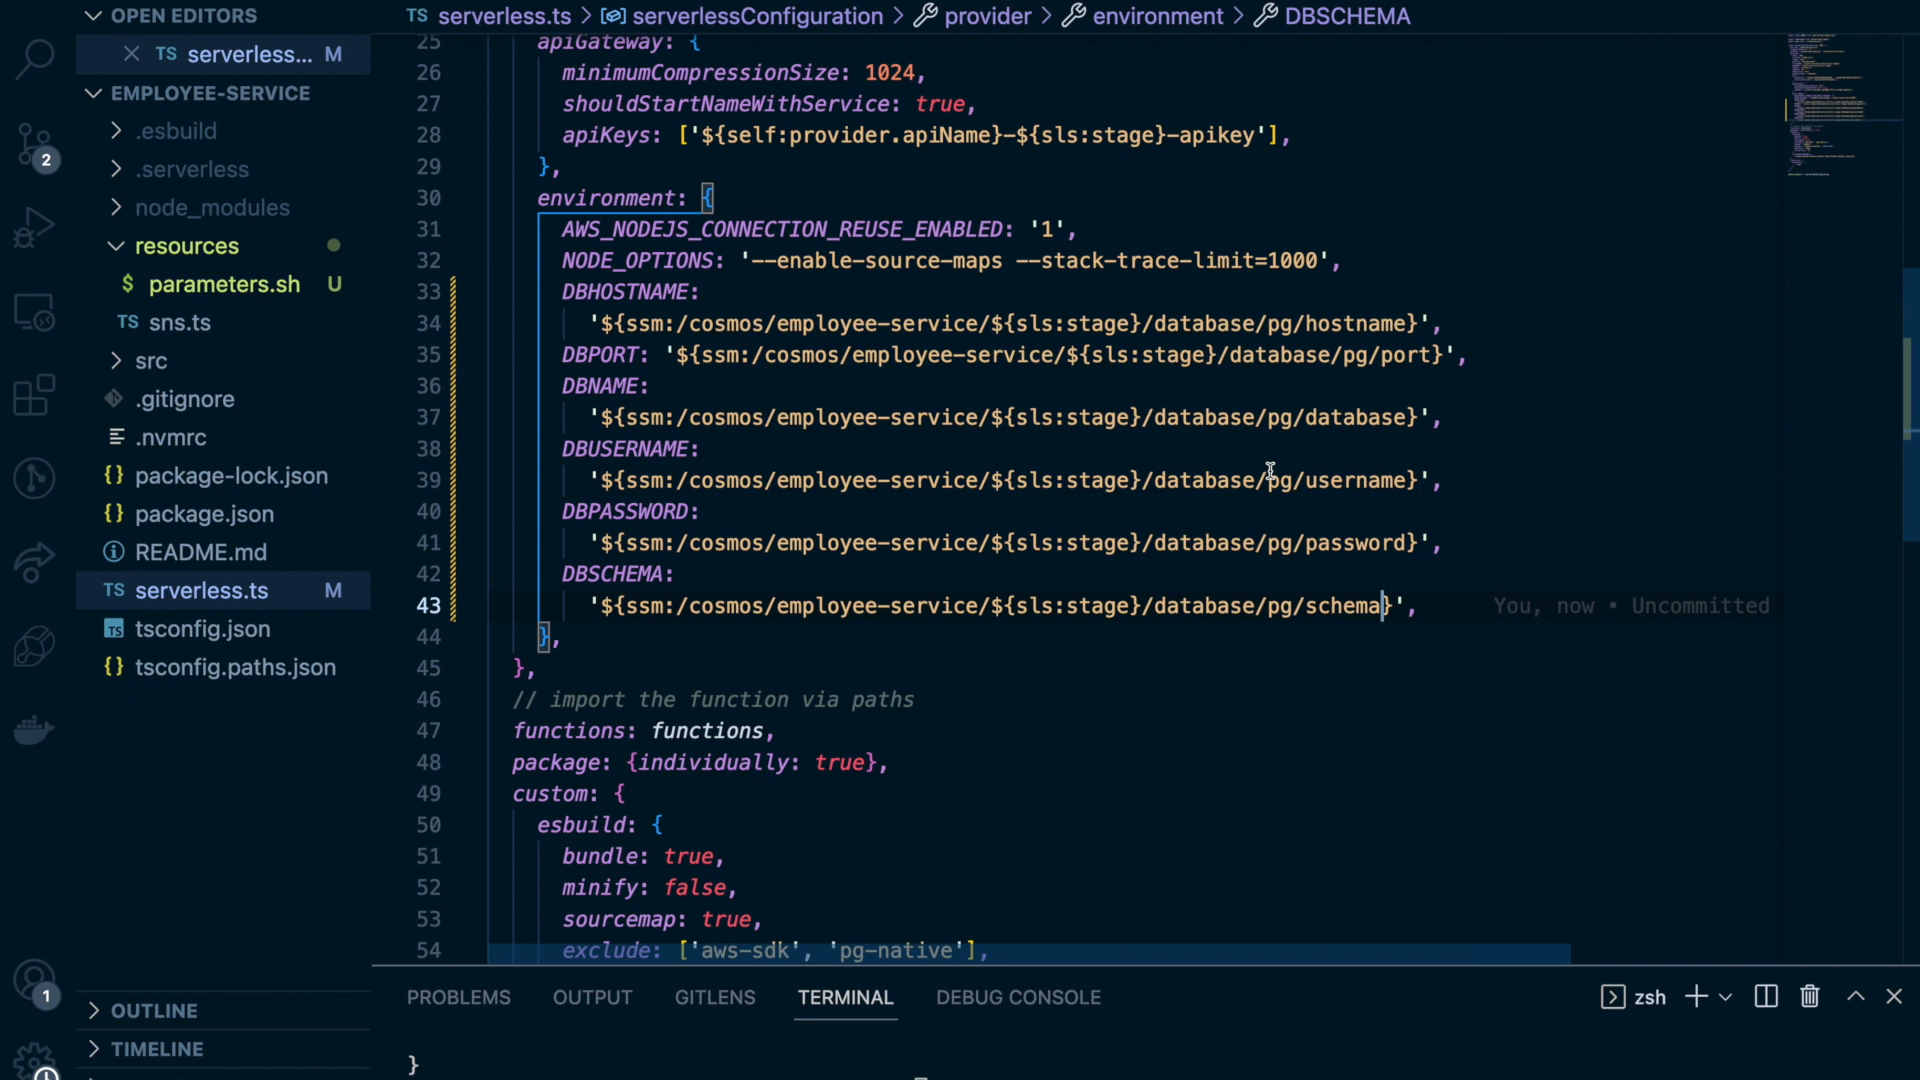 OPEN EDITORS
TS serverless... M
EMPLOYEE-SERVICE
.esbuild
.serverless
node_modules
resources
$ parameters.sh U
TS sns.ts
src
.gitignore
.nvmrc
{} package-lock.json
{} package.json
README.md
TS serverless.ts M
TS tsconfig.json
{} tsconfig.paths.json
OUTLINE
TIMELINE
2
1
TS serverless.ts > serverlessConfiguration > provider > environment > DBSCHEMA
25 apiGateway: {
26 minimumCompressionSize: 1024,
27 shouldStartNameWithService: true,
28 apiKeys: ['${self:provider.apiName}-${sls:stage}-apikey'],
29 },
30 environment: {
31 AWS_NODEJS_CONNECTION_REUSE_ENABLED: '1',
32 NODE_OPTIONS: '--enable-source-maps --stack-trace-limit=1000',
33 DBHOSTNAME:
34 '${ssm:/cosmos/employee-service/${sls:stage}/database/pg/hostname}',
35 DBPORT: '${ssm:/cosmos/employee-service/${sls:stage}/database/pg/port}',
36 DBNAME:
37 '${ssm:/cosmos/employee-service/${sls:stage}/database/pg/database}',
38 DBUSERNAME:
39 '${ssm:/cosmos/employee-service/${sls:stage}/database/pg/username}',
40 DBPASSWORD:
41 '${ssm:/cosmos/employee-service/${sls:stage}/database/pg/password}',
42 DBSCHEMA:
43 '${ssm:/cosmos/employee-service/${sls:stage}/database/pg/schema}', You, now • Uncommitted
44 },
45 },
46 // import the function via paths
47 functions: functions,
48 package: {individually: true},
49 custom: {
50 esbuild: {
51 bundle: true,
52 minify: false,
53 sourcemap: true,
54 exclude: ['aws-sdk', 'pg-native'],
PROBLEMS OUTPUT GITLENS TERMINAL DEBUG CONSOLE zsh
}